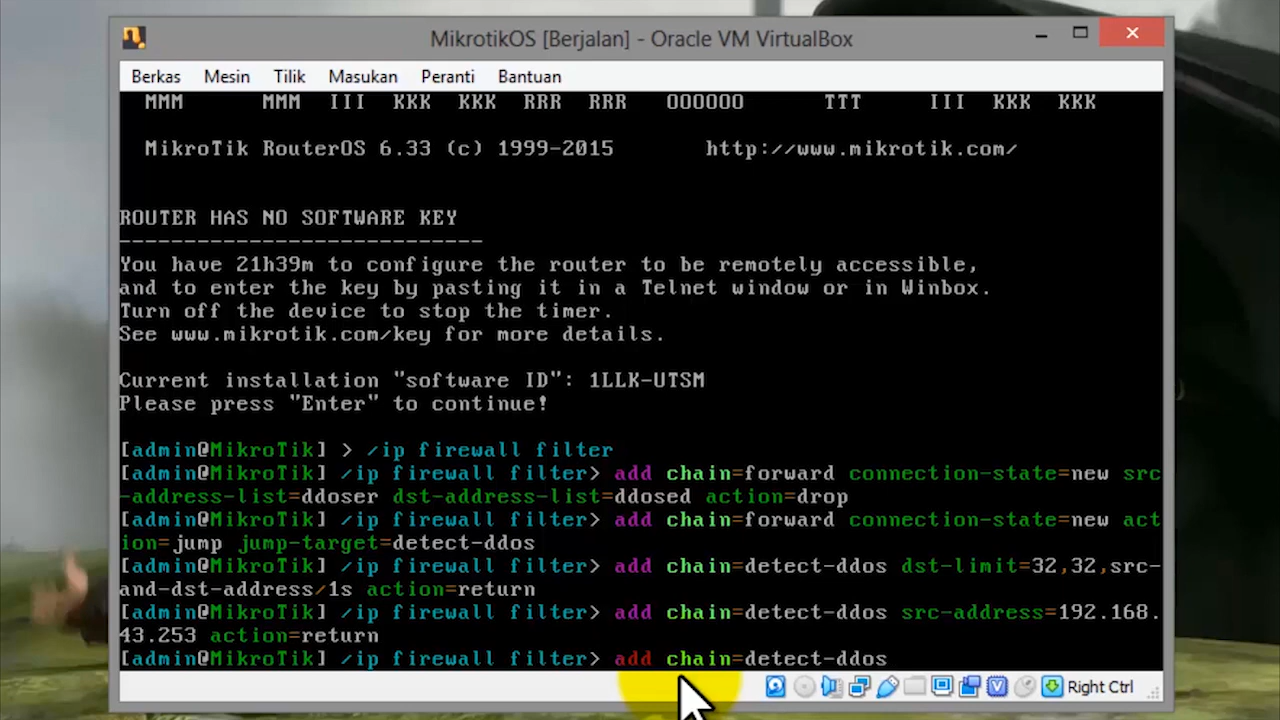 MikrotikOS [Berjalan] - Oracle VM VirtualBox
Berkas Mesin Tilik Masukan Peranti Bantuan
MMM MMM III KKK KKK RRR RRR OOOOOO TTT III KKK KKK
MikroTik RouterOS 6.33 (c) 1999-2015 http://www.mikrotik.com/
ROUTER HAS NO SOFTWARE KEY
----------------------------
You have 21h39m to configure the router to be remotely accessible,
and to enter the key by pasting it in a Telnet window or in Winbox.
Turn off the device to stop the timer.
See www.mikrotik.com/key for more details.
Current installation "software ID": 1LLK-UTSM
Please press "Enter" to continue!
[admin@MikroTik] > /ip firewall filter
[admin@MikroTik] /ip firewall filter> add chain=forward connection-state=new src
-address-list=ddoser dst-address-list=ddosed action=drop
[admin@MikroTik] /ip firewall filter> add chain=forward connection-state=new act
ion=jump jump-target=detect-ddos
[admin@MikroTik] /ip firewall filter> add chain=detect-ddos dst-limit=32,32,src-
and-dst-address/1s action=return
[admin@MikroTik] /ip firewall filter> add chain=detect-ddos src-address=192.168.
43.253 action=return
[admin@MikroTik] /ip firewall filter> add chain=detect-ddos
Right Ctrl